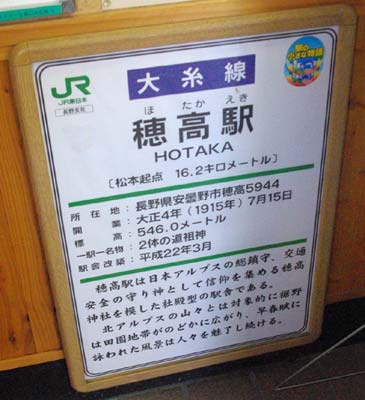 JR
JR東日本
長野支社
駅の
小さな物語
大糸線
ほ たか えき
穂高駅
HOTAKA
〔松本起点 16.2キロメートル〕
所在地：長野県安曇野市穂高5944
開業：大正4年（1915年）7月15日
標高：546.0メートル
一駅一名物：2体の道祖神
駅舎改築：平成22年3月
穂高駅は日本アルプスの総鎮守、交通
安全の守り神として信仰を集める穂高
神社を模した社殿型の駅舎である。
北アルプスの山々とは対象的に裾野
は田園地帯がのどかに広がり、早春賦に
詠われた風景は人々を魅了し続ける。